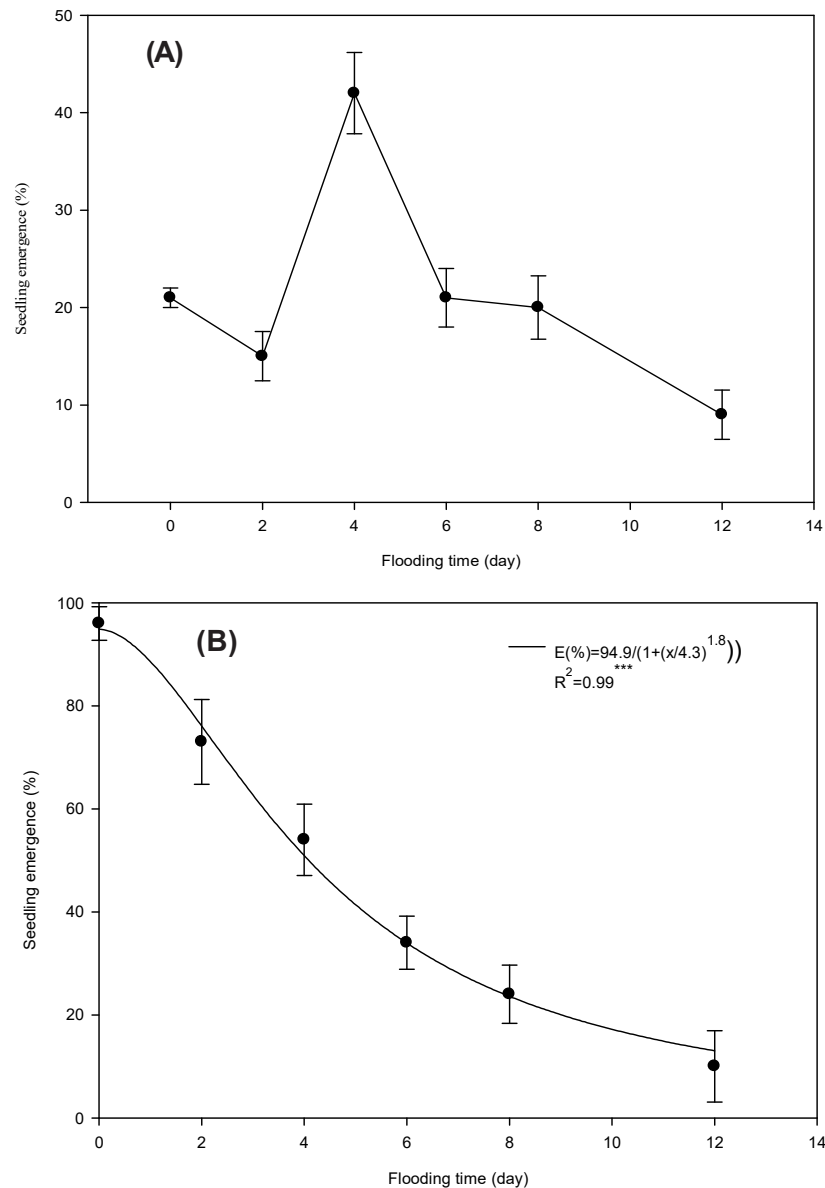 (A)
Seedling emergence (%)
50
40
30
20
10
0
0 2 4 6 8 10 12 14
Flooding time (day)
(B)
E(%)=94.9/(1+(x/4.3)^1.8))
R^2=0.99***
Seedling emergence (%)
100
80
60
40
20
0
0 2 4 6 8 10 12 14
Flooding time (day)